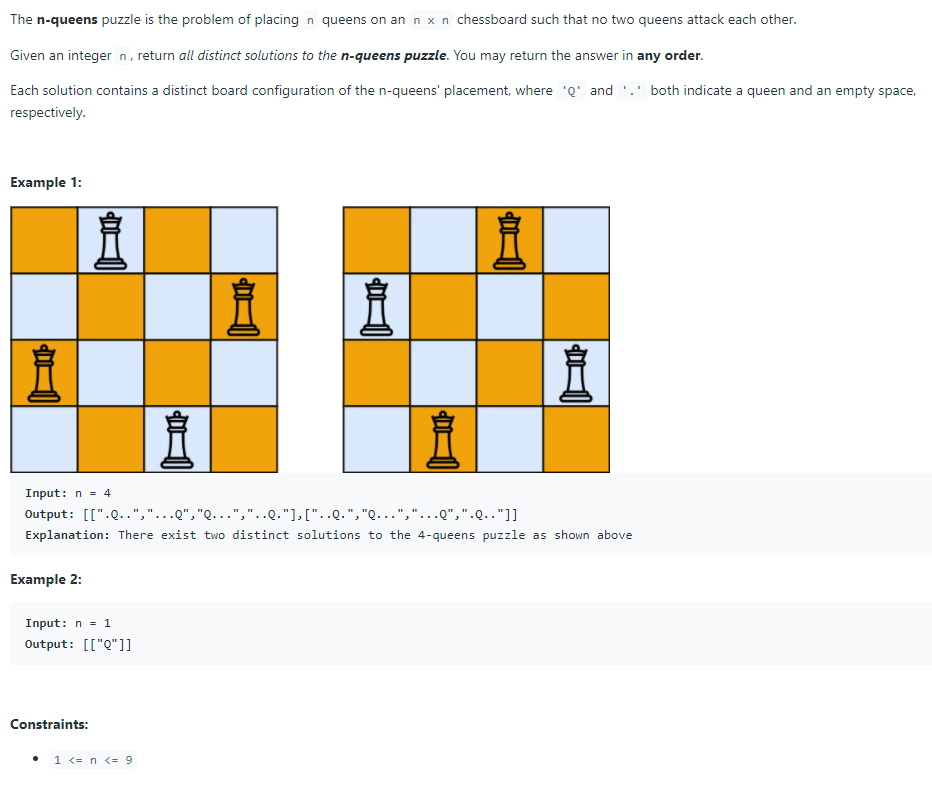 The n-queens puzzle is the problem of placing n queens on an n x n chessboard such that no two queens attack each other.
Given an integer n, return all distinct solutions to the n-queens puzzle. You may return the answer in any order.
Each solution contains a distinct board configuration of the n-queens' placement, where 'Q' and '.' both indicate a queen and an empty space,
respectively.
Example 1:
Input: n = 4
Output: [[".Q..","...Q","Q...","..Q."],["..Q.","Q...","...Q",".Q.."]]
Explanation: There exist two distinct solutions to the 4-queens puzzle as shown above
Example 2:
Input: n = 1
Output: [["Q"]]
Constraints:
• 1 <= n <= 9